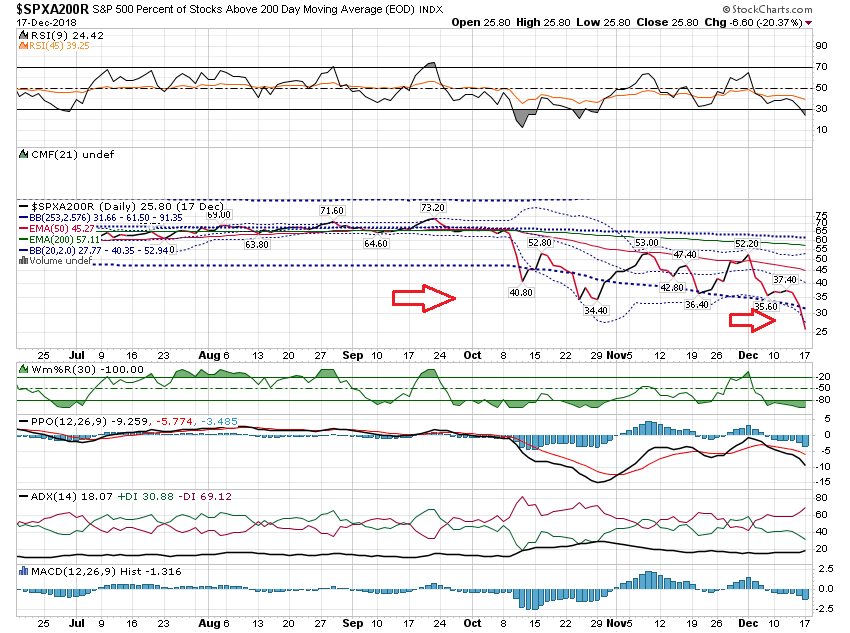 $SPXA200R S&P 500 Percent of Stocks Above 200 Day Moving Average (EOD) INDX
© StockCharts.com
17-Dec-2018
Open 25.80 High 25.80 Low 25.80 Close 25.80 Chg -6.60 (-20.37%)
RSI(9) 24.42
RSI(45) 39.25
90
70
50
30
10
CMF(21) undef
$SPXA200R (Daily) 25.80 (17 Dec)
BB(253,2.576) 31.66 - 61.50 - 91.35
EMA(50) 45.27
EMA(200) 57.11
BB(20,2.0) 27.77 - 40.35 - 52.94
Volume undef
69.00
71.60
73.20
63.80
64.60
40.80
52.80
34.40
53.00
42.80
47.40
36.40
52.20
35.60
37.40
75
70
65
60
55
50
45
40
35
30
25
25 Jul 9 16 23 Aug 6 13 20 27 Sep 10 17 24 Oct 8 15 22 29 Nov 5 12 19 26 Dec 10 17
Wm%R(30) -100.00
-20
-50
-80
PPO(12,26,9) -9.259, -5.774, -3.485
5
0
-5
-10
-15
ADX(14) 18.07 +DI 30.88 -DI 69.12
80
60
40
20
MACD(12,26,9) Hist -1.316
2.5
0.0
-2.5
25 Jul 9 16 23 Aug 6 13 20 27 Sep 10 17 24 Oct 8 15 22 29 Nov 5 12 19 26 Dec 10 17